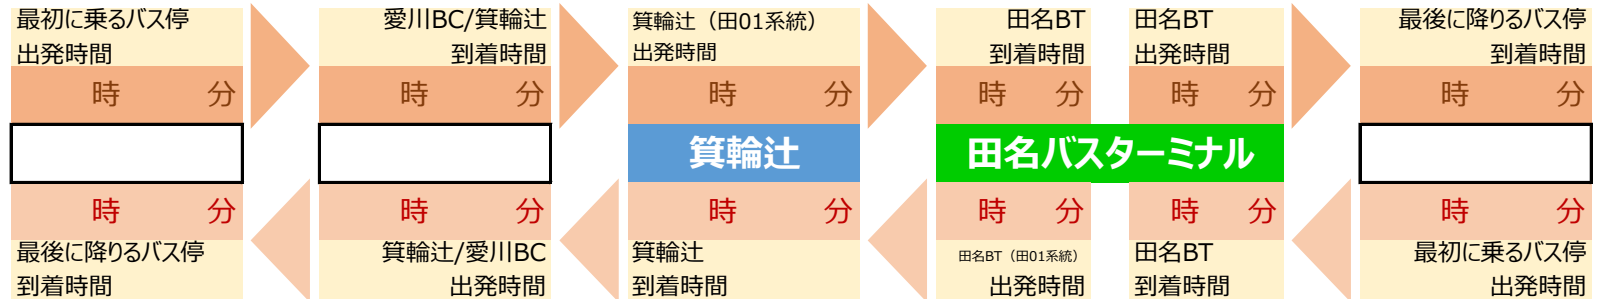 最初に乗るバス停
出発時間
時 分
愛川BC/箕輪辻
到着時間
時 分
箕輪辻（田01系統）
出発時間
時 分
田名BT
到着時間
時 分
田名BT
出発時間
時 分
最後に降りるバス停
到着時間
時 分
箕輪辻
田名バスターミナル
時 分
最後に降りるバス停
到着時間
時 分
箕輪辻/愛川BC
出発時間
時 分
箕輪辻
到着時間
時 分
田名BT（田01系統）
出発時間
時 分
田名BT
到着時間
時 分
最初に乗るバス停
出発時間